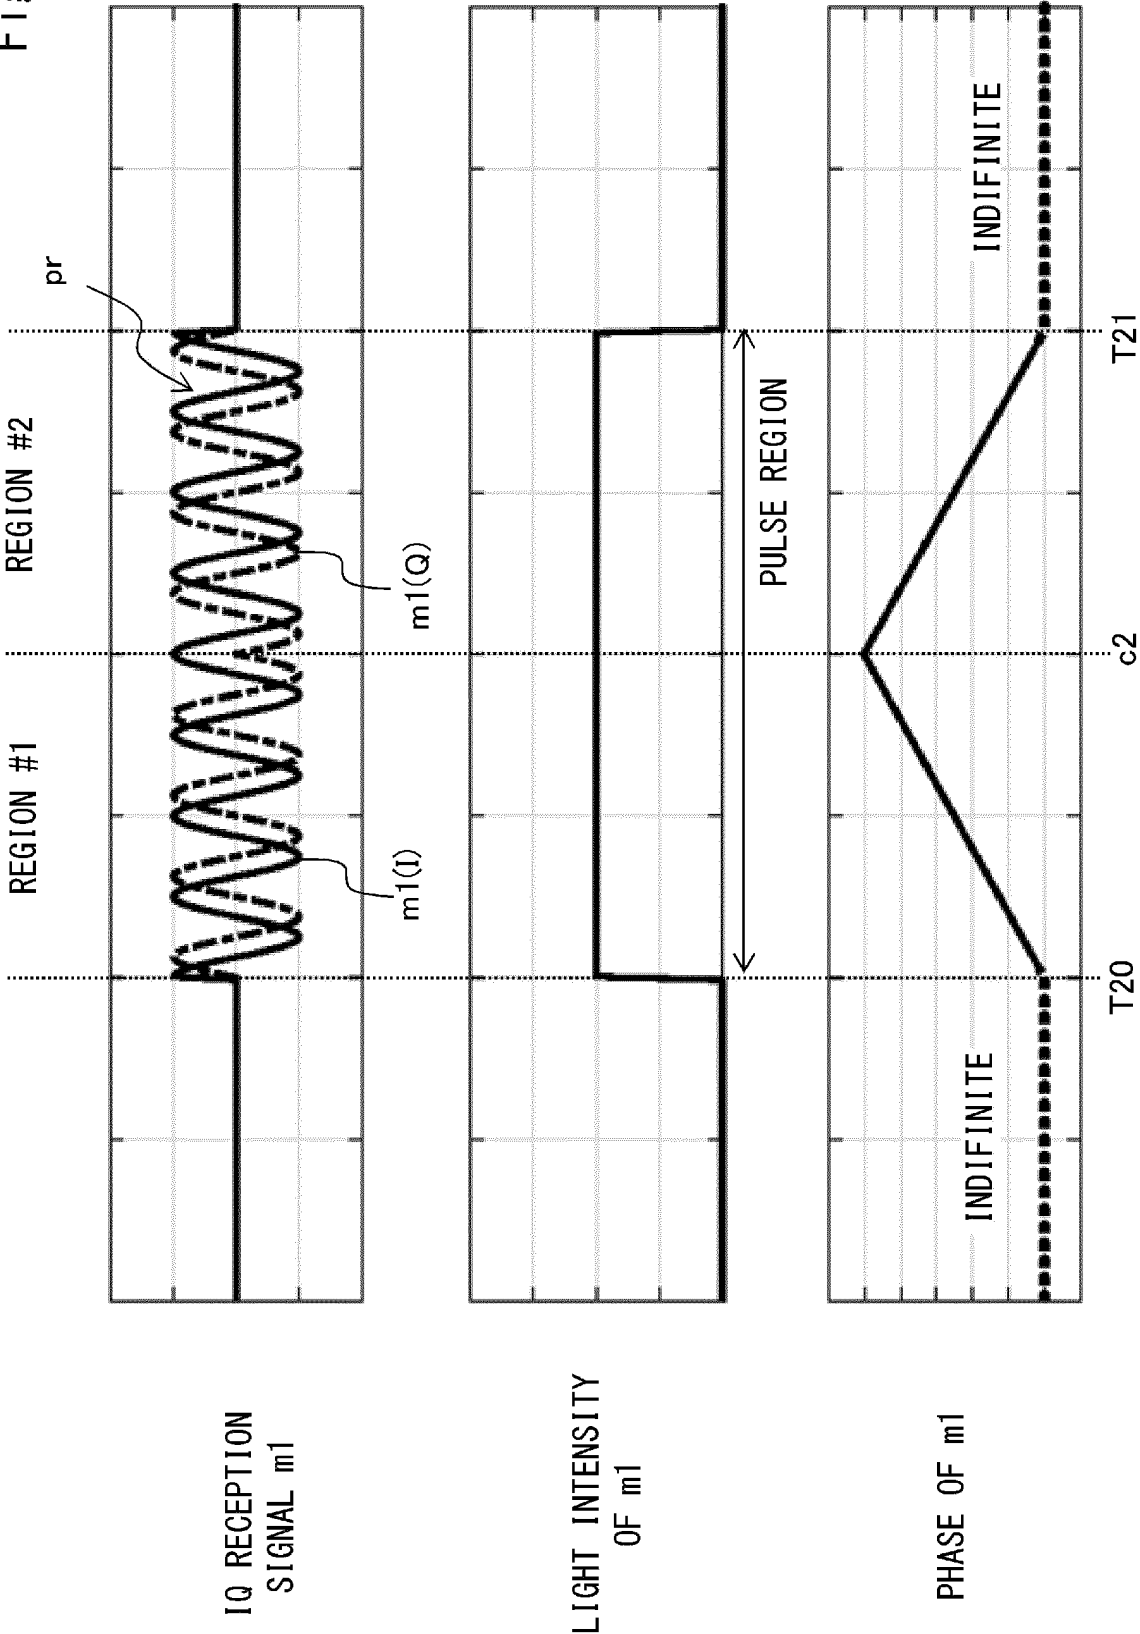 REGION #1
REGION #2
pr
IQ RECEPTION
SIGNAL m1
m1(I)
m1(Q)
LIGHT INTENSITY
OF m1
PULSE REGION
PHASE OF m1
INDIFINITE
INDIFINITE
T20
c2
T21